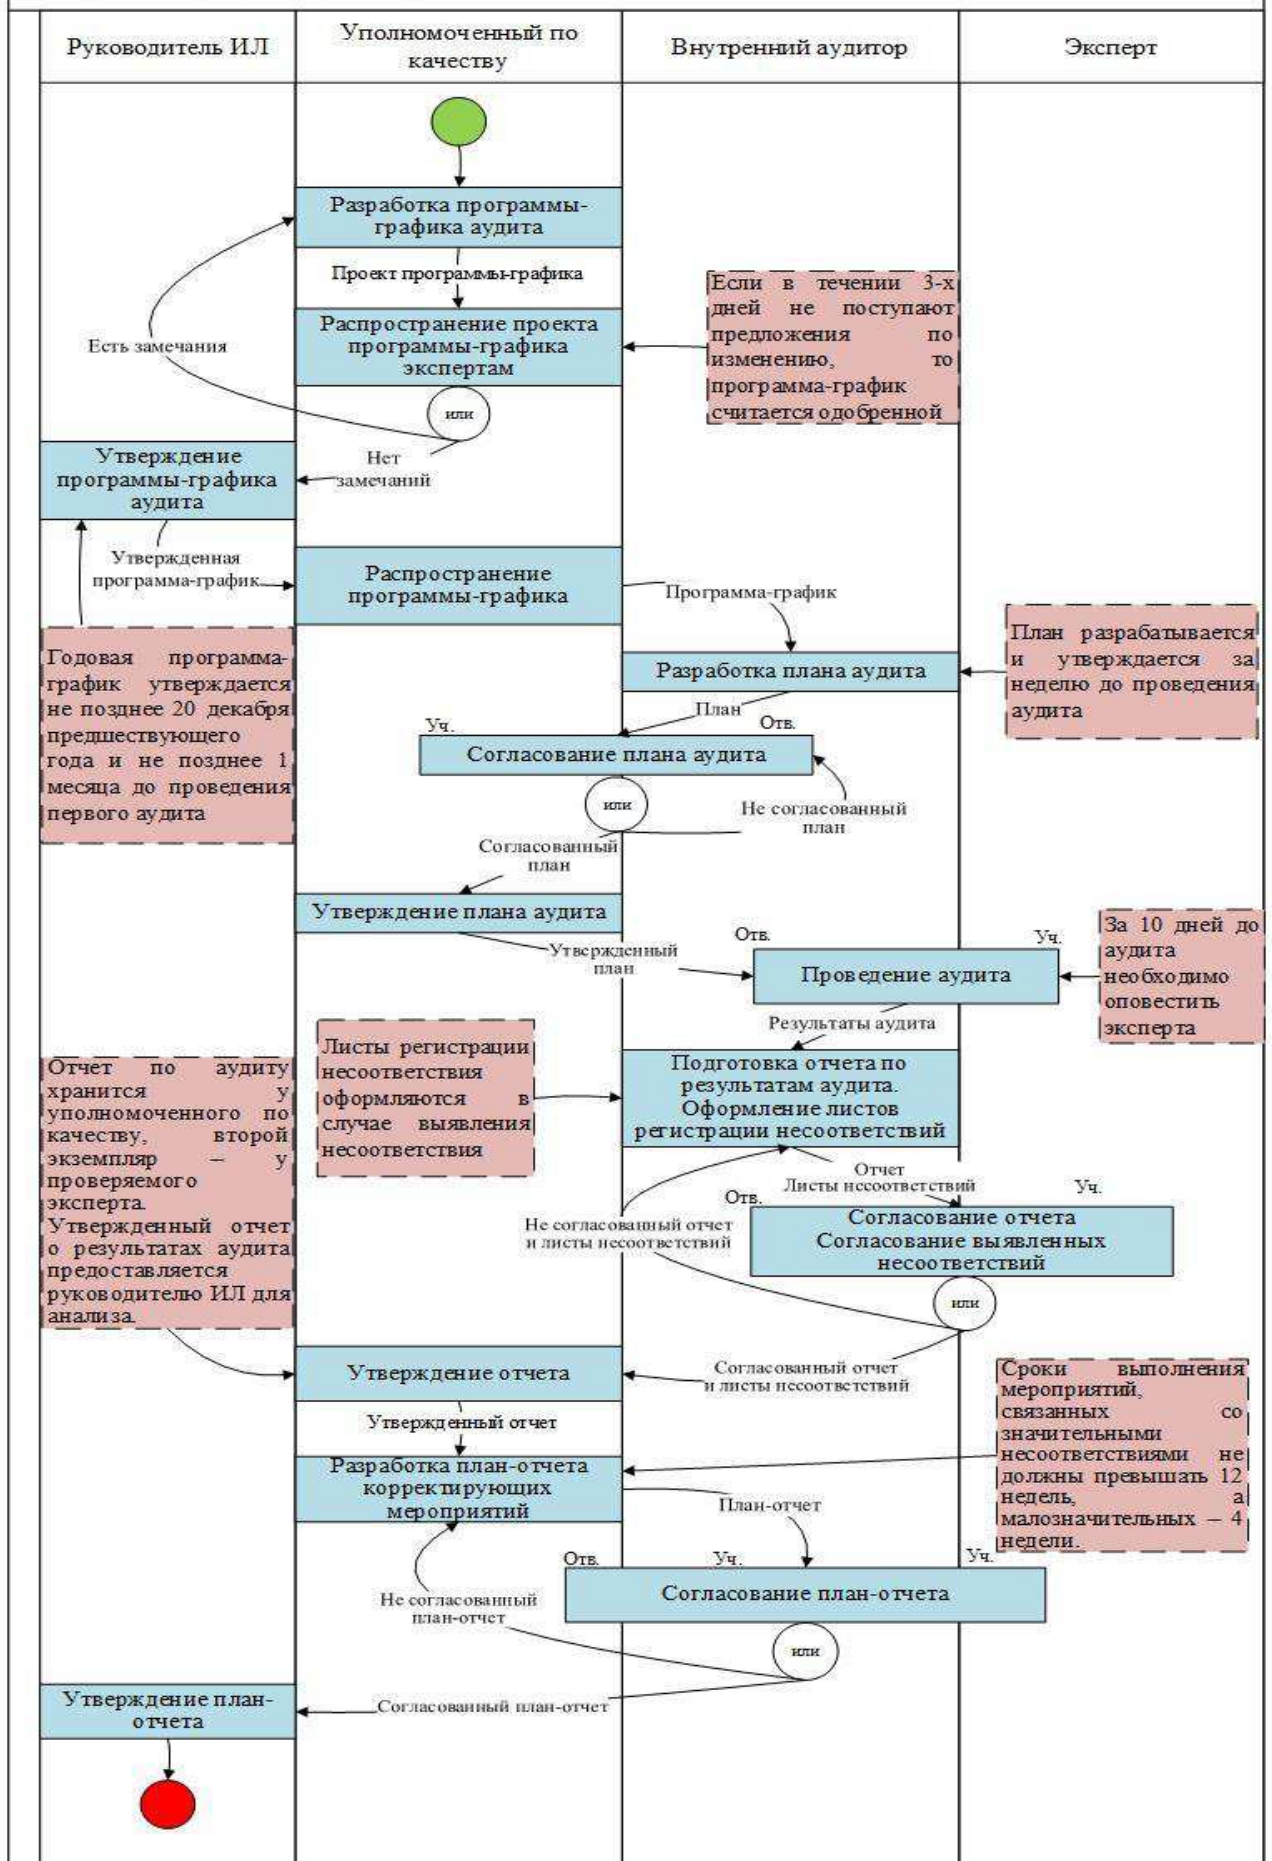 Руководитель ИЛ
Уполномоченный по
качеству
Внутренний аудитор
Эксперт
Разработка программы-
графика аудита
Проект программы-графика
Распространение проекта
программы-графика
экспертам
Если в течении 3-х
дней не поступают
предложения по
изменению, то
программа-график
считается одобренной
Есть замечания
или
Нет
замечаний
Утверждение
программы-графика
аудита
Утвержденная
программа-график
Распространение
программы-графика
Программа-график
Годовая программа-
график утверждается
не позднее 20 декабря
предшествующего
года и не позднее 1
месяца до проведения
первого аудита
План разрабатывается
и утверждается за
неделю до проведения
аудита
Разработка плана аудита
План
Уч.
Отв.
Согласование плана аудита
или
Не согласованный
план
Согласованный
план
Утверждение плана аудита
Утвержденный
план
Отв.
Уч.
Проведение аудита
За 10 дней до
аудита
необходимо
оповестить
эксперта
Результаты аудита
Листы регистрации
несоответствия
оформляются в
случае выявления
несоответствия
Подготовка отчета по
результатам аудита.
Оформление листов
регистрации несоответствий
Отчет по аудиту
хранится у
уполномоченного по
качеству, второй
экземпляр – у
проверяемого
эксперта.
Утвержденный отчет
о результатах аудита
предоставляется
руководителю ИЛ для
анализа.
Отчет
Листы несоответствий
Отв.
Уч.
Не согласованный отчет
и листы несоответствий
Согласование отчета
Согласование выявленных
несоответствий
или
Утверждение отчета
Согласованный отчет
и листы несоответствий
Утвержденный отчет
Сроки выполнения
мероприятий,
связанных со
значительными
несоответствиями не
должны превышать 12
недель, а
малозначительных – 4
недели.
Разработка план-отчета
корректирующих
мероприятий
План-отчет
Отв.
Уч.
Уч.
Согласование план-отчета
Не согласованный
план-отчет
или
Утверждение план-
отчета
Согласованный план-отчет